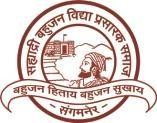 सह्याद्री बहुजन विद्या प्रसारक समाज
बहुजन हिताय बहुजन सुखाय
- संगमनेर -